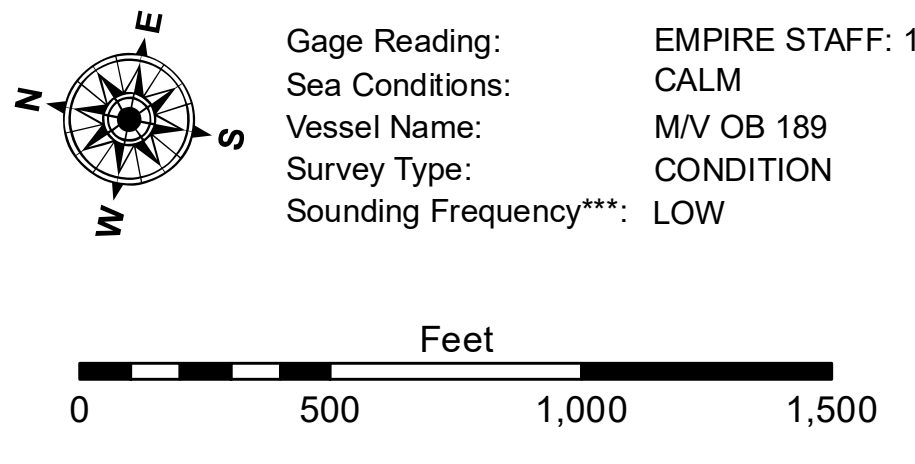 E
N
S
W
Gage Reading: EMPIRE STAFF: 1
Sea Conditions: CALM
Vessel Name: M/V OB 189
Survey Type: CONDITION
Sounding Frequency***: LOW
Feet
0 500 1,000 1,500